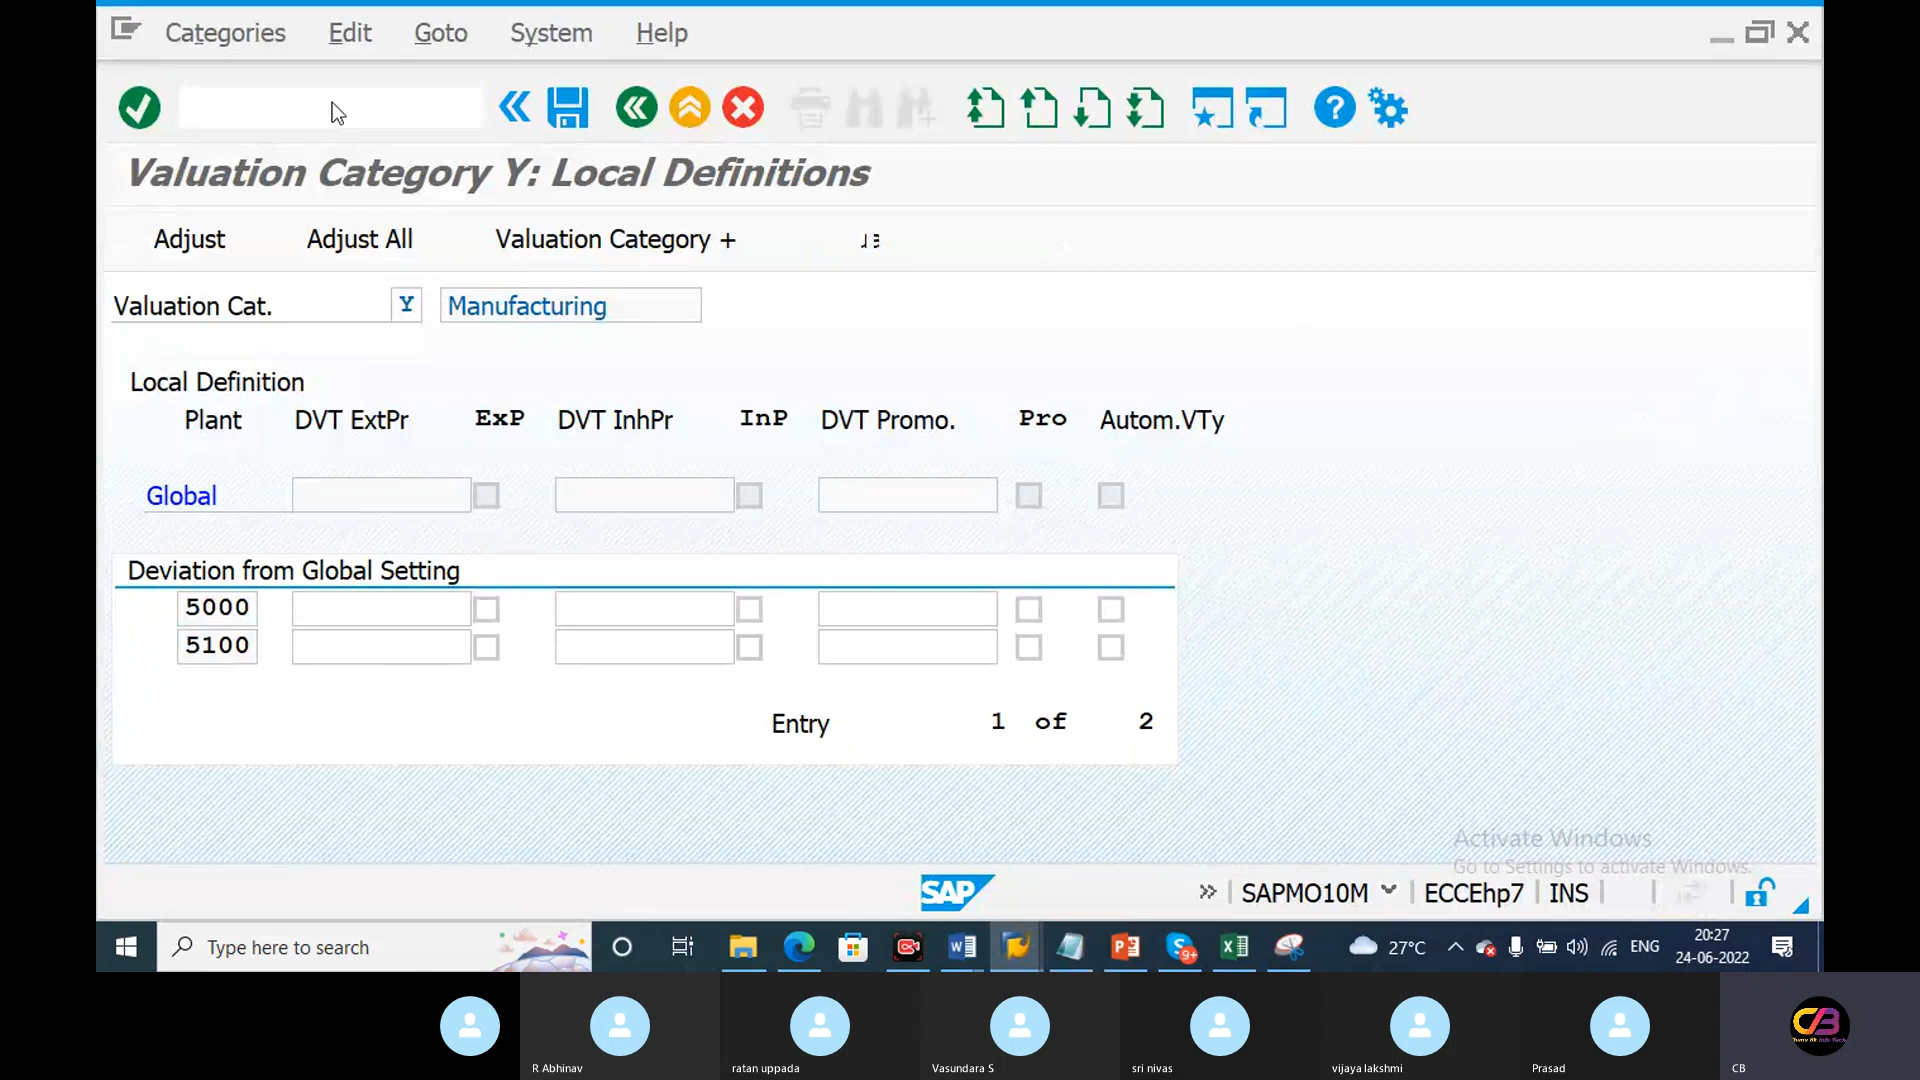 Categories Edit Goto System Help
Valuation Category Y: Local Definitions
Adjust Adjust All Valuation Category +
Valuation Cat. Y Manufacturing
Local Definition
Plant DVT ExtPr ExP DVT InhPr InP DVT Promo. Pro Autom.VTy
Global
Deviation from Global Setting
5000
5100
Entry 1 of 2
Activate Windows
Go to Settings to activate Windows.
SAP SAPMO10M ECCEhp7 INS
Type here to search 9+ 27°C ENG 20:27
24-06-2022
CB
R Abhinav ratan uppada Vasundara S sri nivas vijaya lakshmi Prasad CB